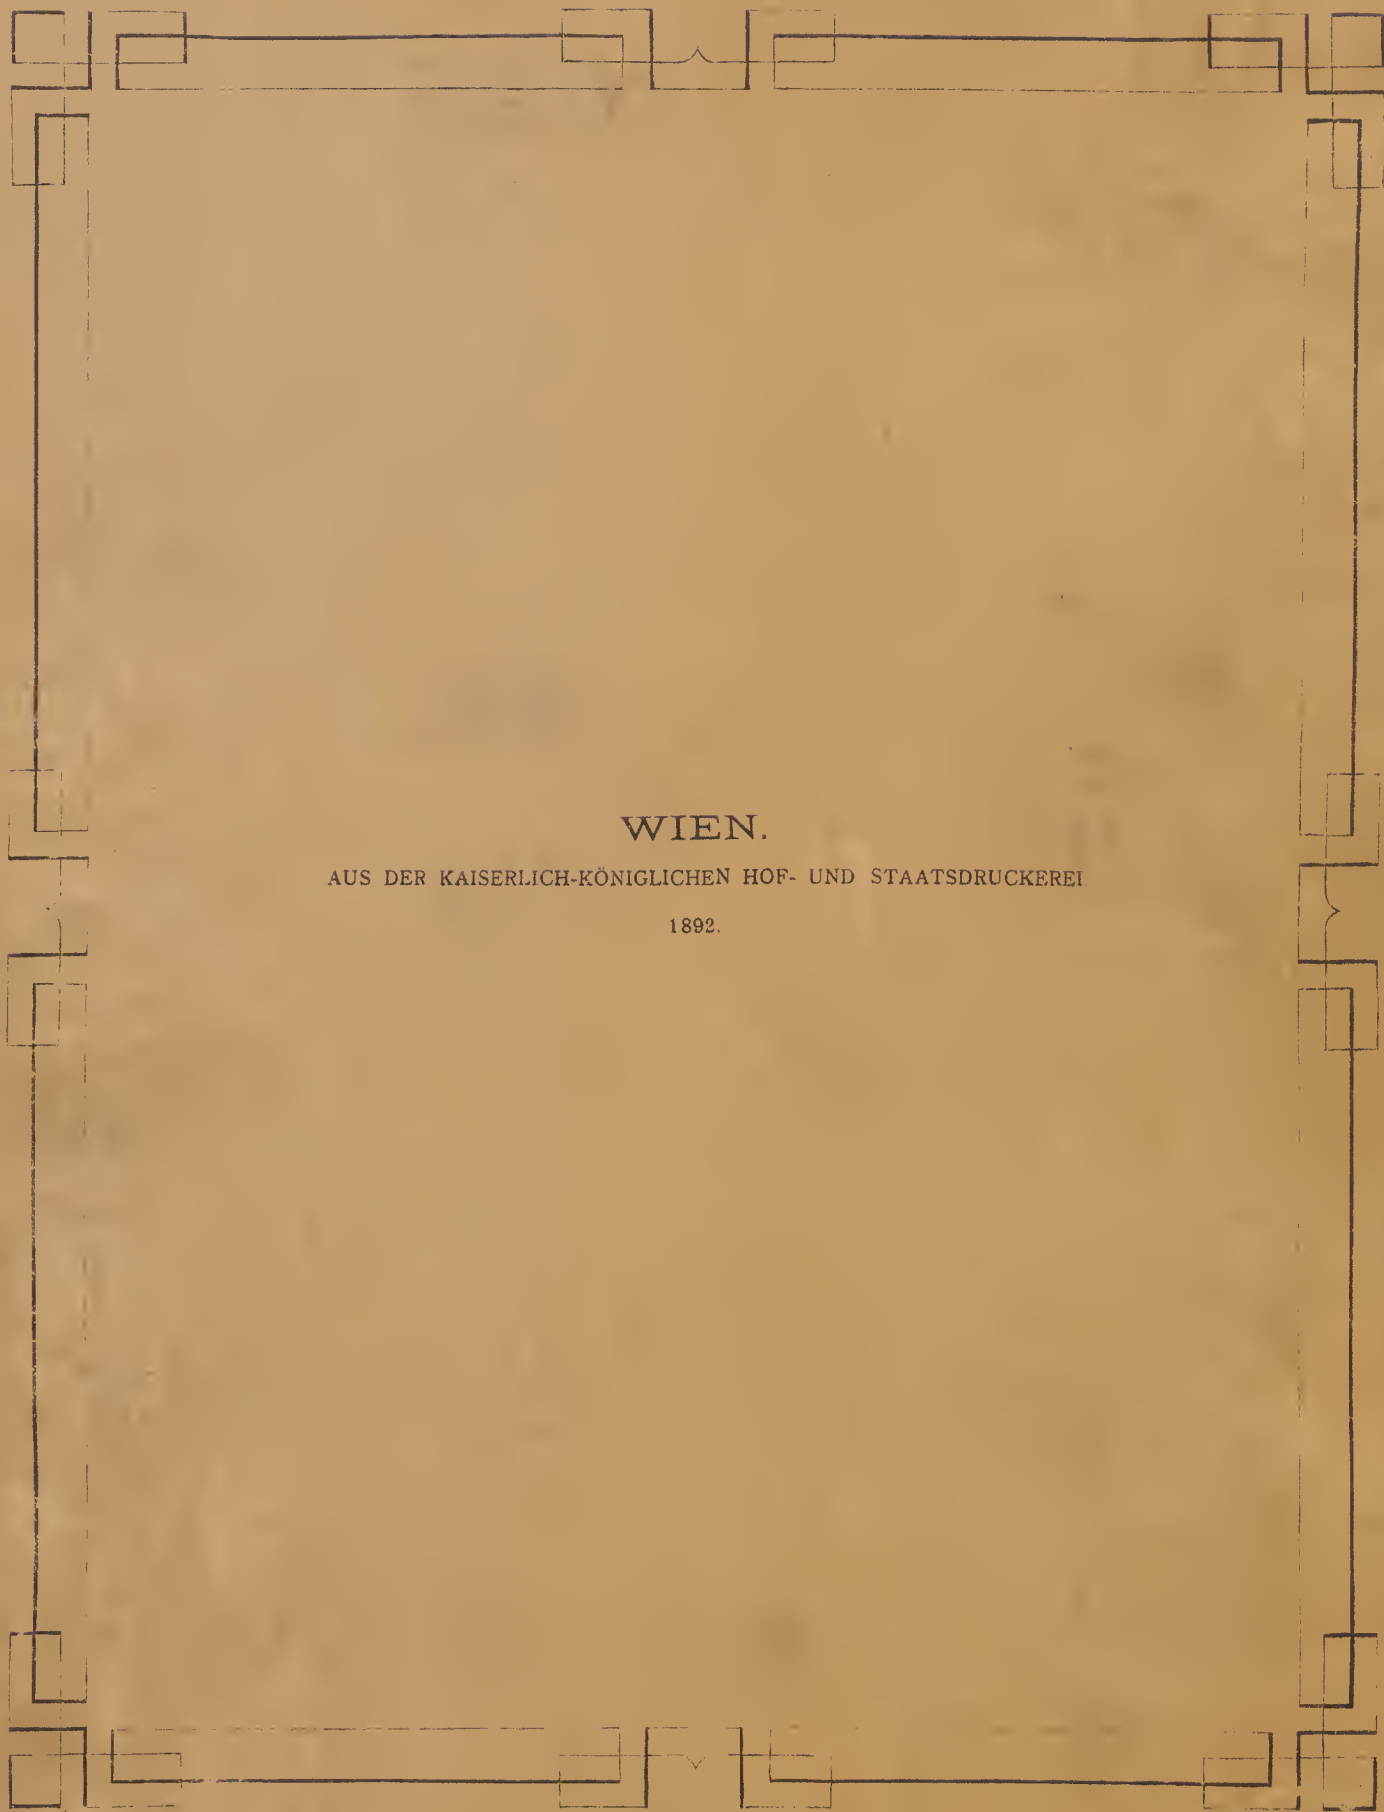 WIEN.
AUS DER KAISERLICH-KÖNIGLICHEN HOF- UND STAATSDRUCKEREI.
1892.